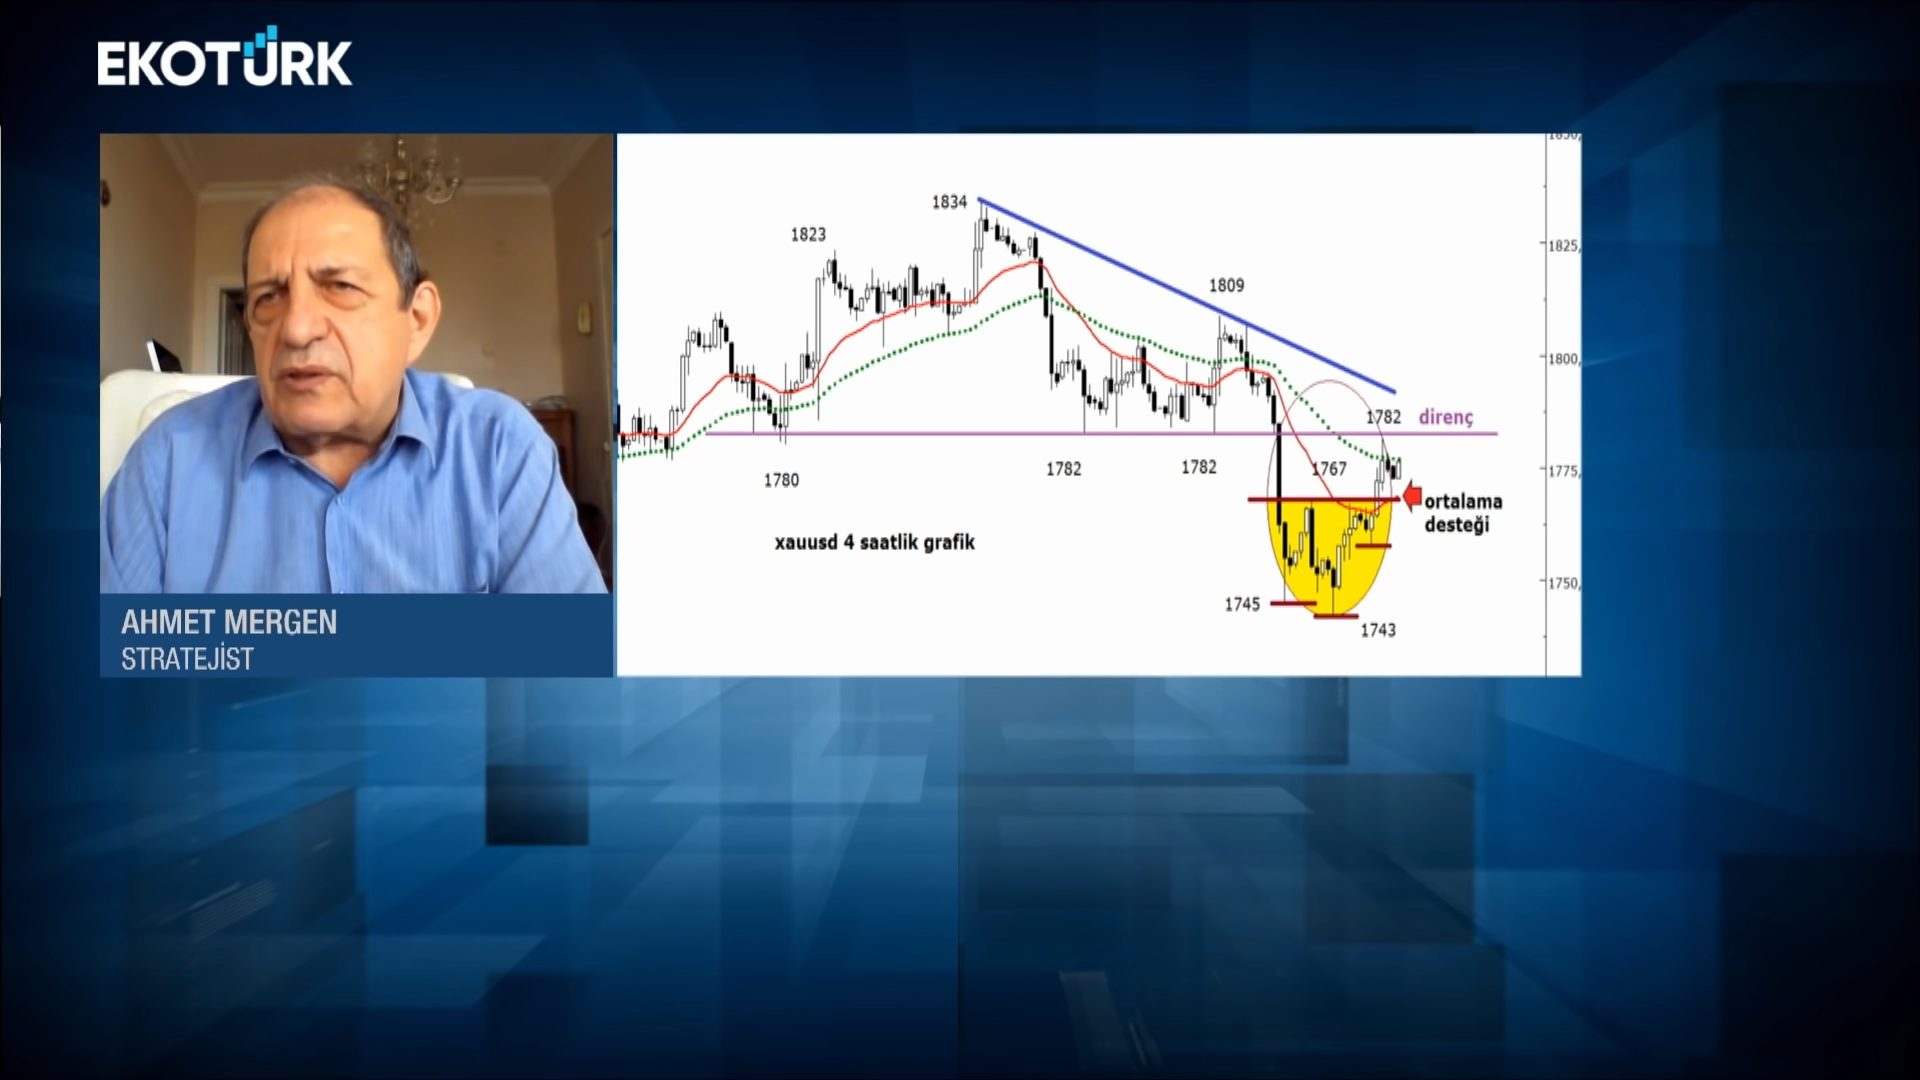 EKOTÜRK
AHMET MERGEN
STRATEJİST
1834
1823
1809
1782
direnç
1780
1782
1782
1767
ortalama
desteği
xauusd 4 saatlik grafik
1745
1743
1850,
1825,
1800,
1775,
1750,